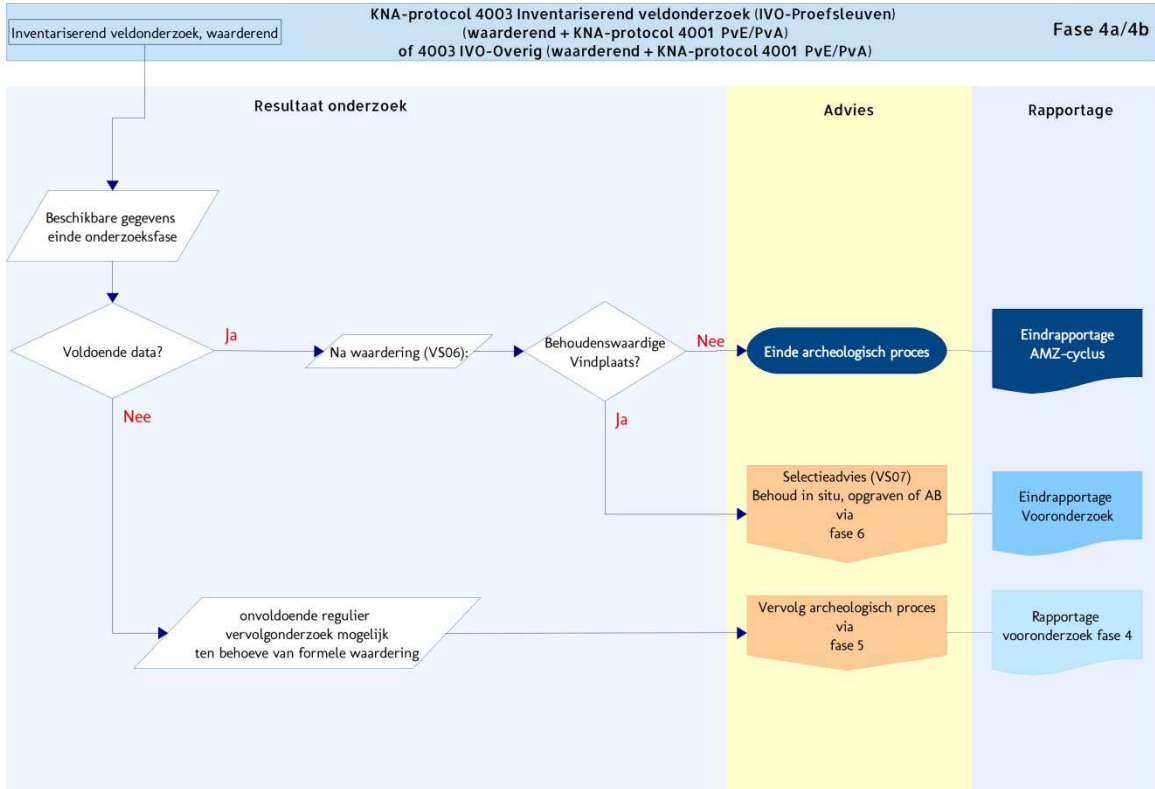 Inventariserend veldonderzoek, waarderend
KNA-protocol 4003 Inventariserend veldonderzoek (IVO-Proefsleuven)
(waarderend + KNA-protocol 4001 PvE/PvA)
of 4003 IVO-Overig (waarderend + KNA-protocol 4001 PvE/PvA)
Fase 4a/4b
Resultaat onderzoek
Advies
Rapportage
Beschikbare gegevens
einde onderzoeksfase
Voldoende data?
Ja
Na waardering (VS06):
Behoudenswaardige
Vindplaats?
Nee
Einde archeologisch proces
Eindrapportage
AMZ-cyclus
Nee
Ja
Selectieadvies (VS07)
Behoud in situ, opgraven of AB
via
fase 6
Eindrapportage
Vooronderzoek
onvoldoende regulier
vervolgonderzoek mogelijk
ten behoeve van formele waardering
Vervolg archeologisch proces
via
fase 5
Rapportage
vooronderzoek fase 4